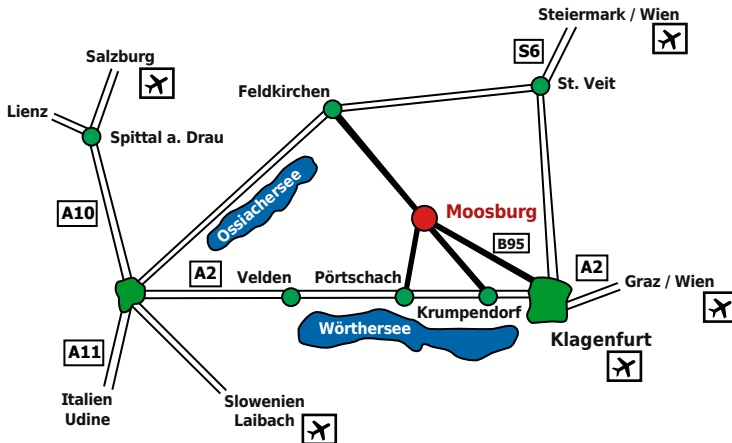 Steiermark / Wien
S6
Salzburg
St. Veit
Feldkirchen
Lienz
Spittal a. Drau
Ossiachersee
A10
Moosburg
B95
A2
Velden
Pörtschach
A2
Graz / Wien
Krumpendorf
Wörthersee
Klagenfurt
A11
Italien
Udine
Slowenien
Laibach